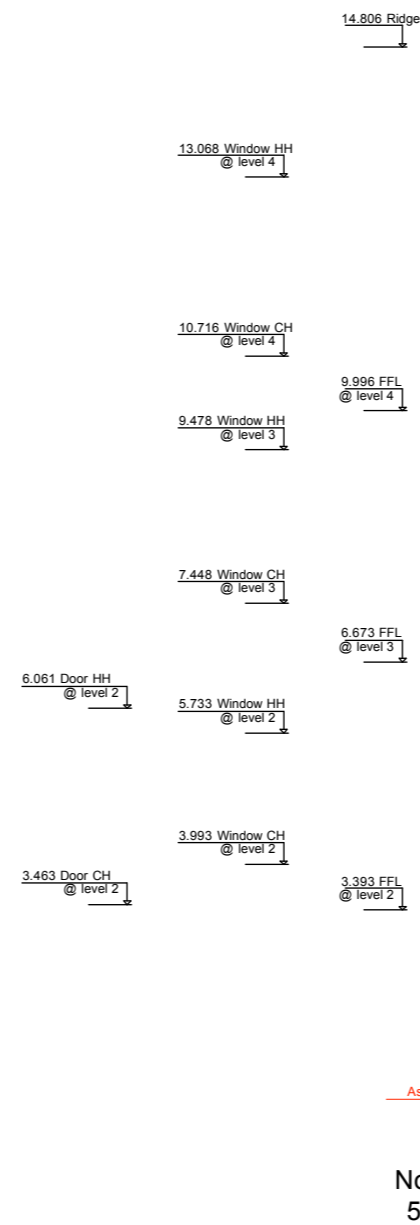 14.806 Ridge
13.068 Window HH
@ level 4
10.716 Window CH
@ level 4
9.996 FFL
@ level 4
9.478 Window HH
@ level 3
7.448 Window CH
@ level 3
6.673 FFL
@ level 3
6.061 Door HH
@ level 2
5.733 Window HH
@ level 2
3.993 Window CH
@ level 2
3.463 Door CH
@ level 2
3.393 FFL
@ level 2
As
No
5